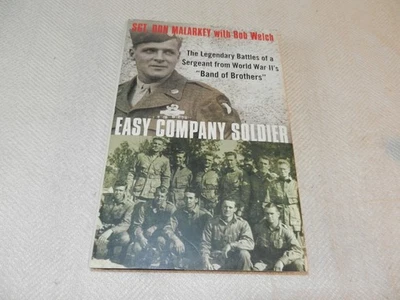 SGT. DON MALARKEY with Bob Welch
The Legendary Battles of a
Sergeant from World War II's
"Band of Brothers"
EASY COMPANY SOLDIER